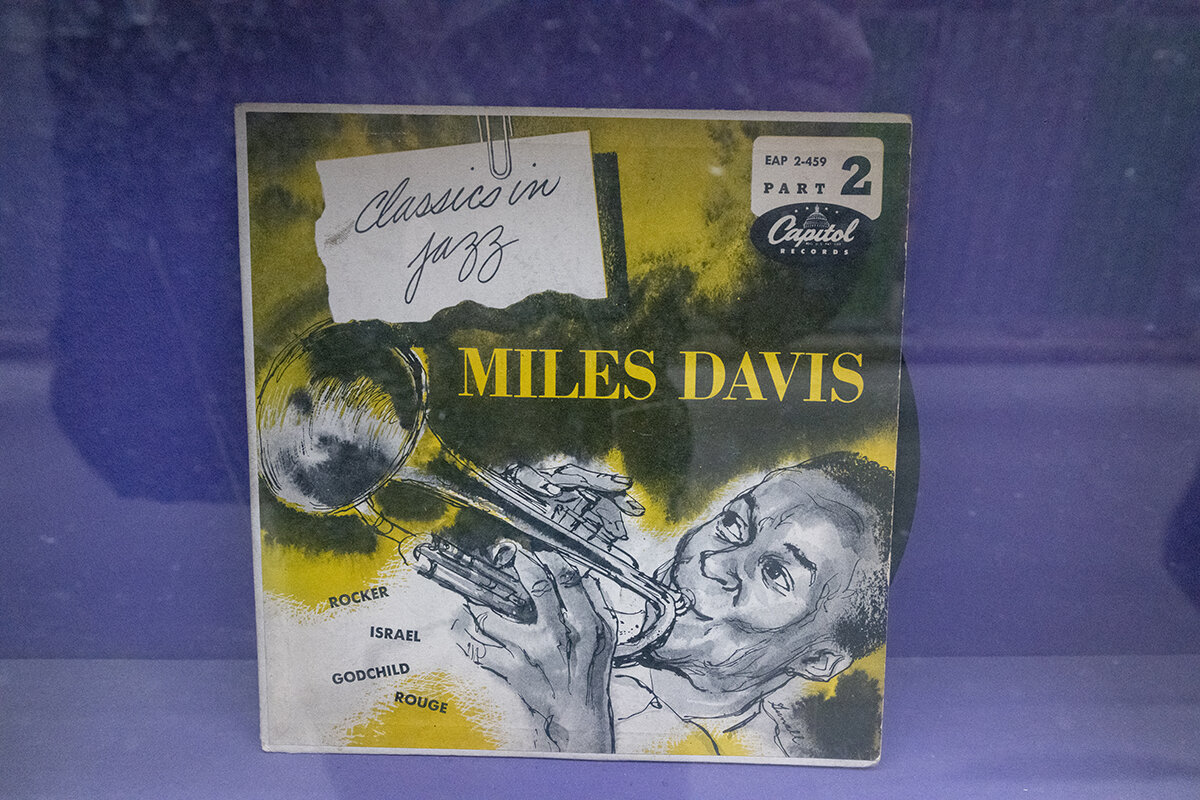 Classics in
jazz
EAP 2-459
PART 2
Capitol
RECORDS
MILES DAVIS
ROCKER
ISRAEL
GODCHILD
ROUGE